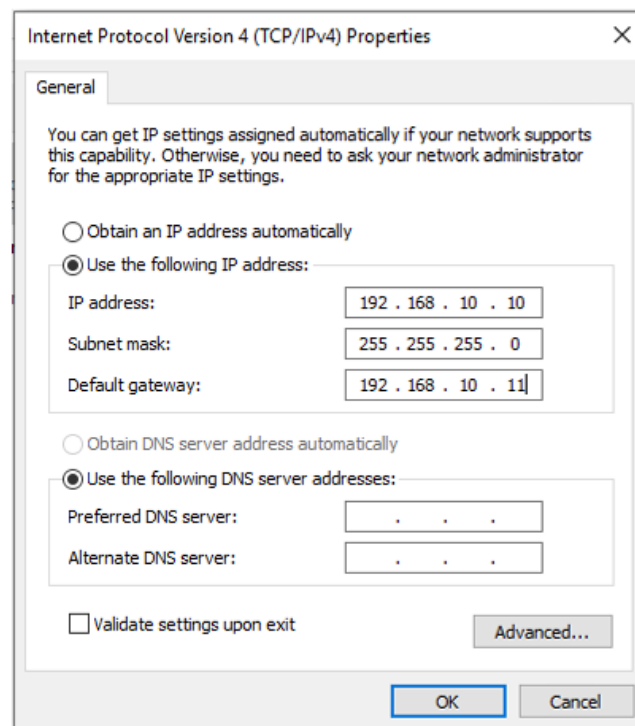 Internet Protocol Version 4 (TCP/IPv4) Properties
General
You can get IP settings assigned automatically if your network supports
this capability. Otherwise, you need to ask your network administrator
for the appropriate IP settings.
Obtain an IP address automatically
Use the following IP address:
IP address: 192 . 168 . 10 . 10
Subnet mask: 255 . 255 . 255 . 0
Default gateway: 192 . 168 . 10 . 11
Obtain DNS server address automatically
Use the following DNS server addresses:
Preferred DNS server: . . .
Alternate DNS server: . . .
Validate settings upon exit
Advanced...
OK Cancel